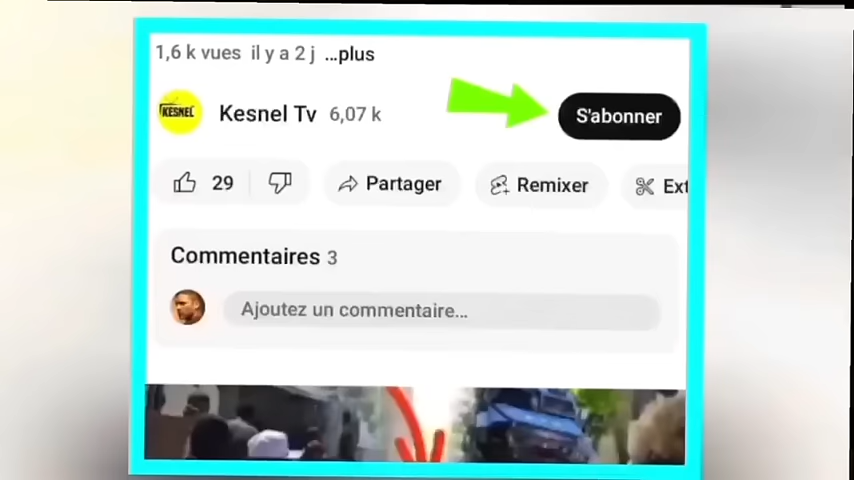 1,6 k vues il y a 2 j ...plus
KESNEL
Kesnel Tv 6,07 k
S'abonner
29
Partager
Remixer
Ext
Commentaires 3
Ajoutez un commentaire...